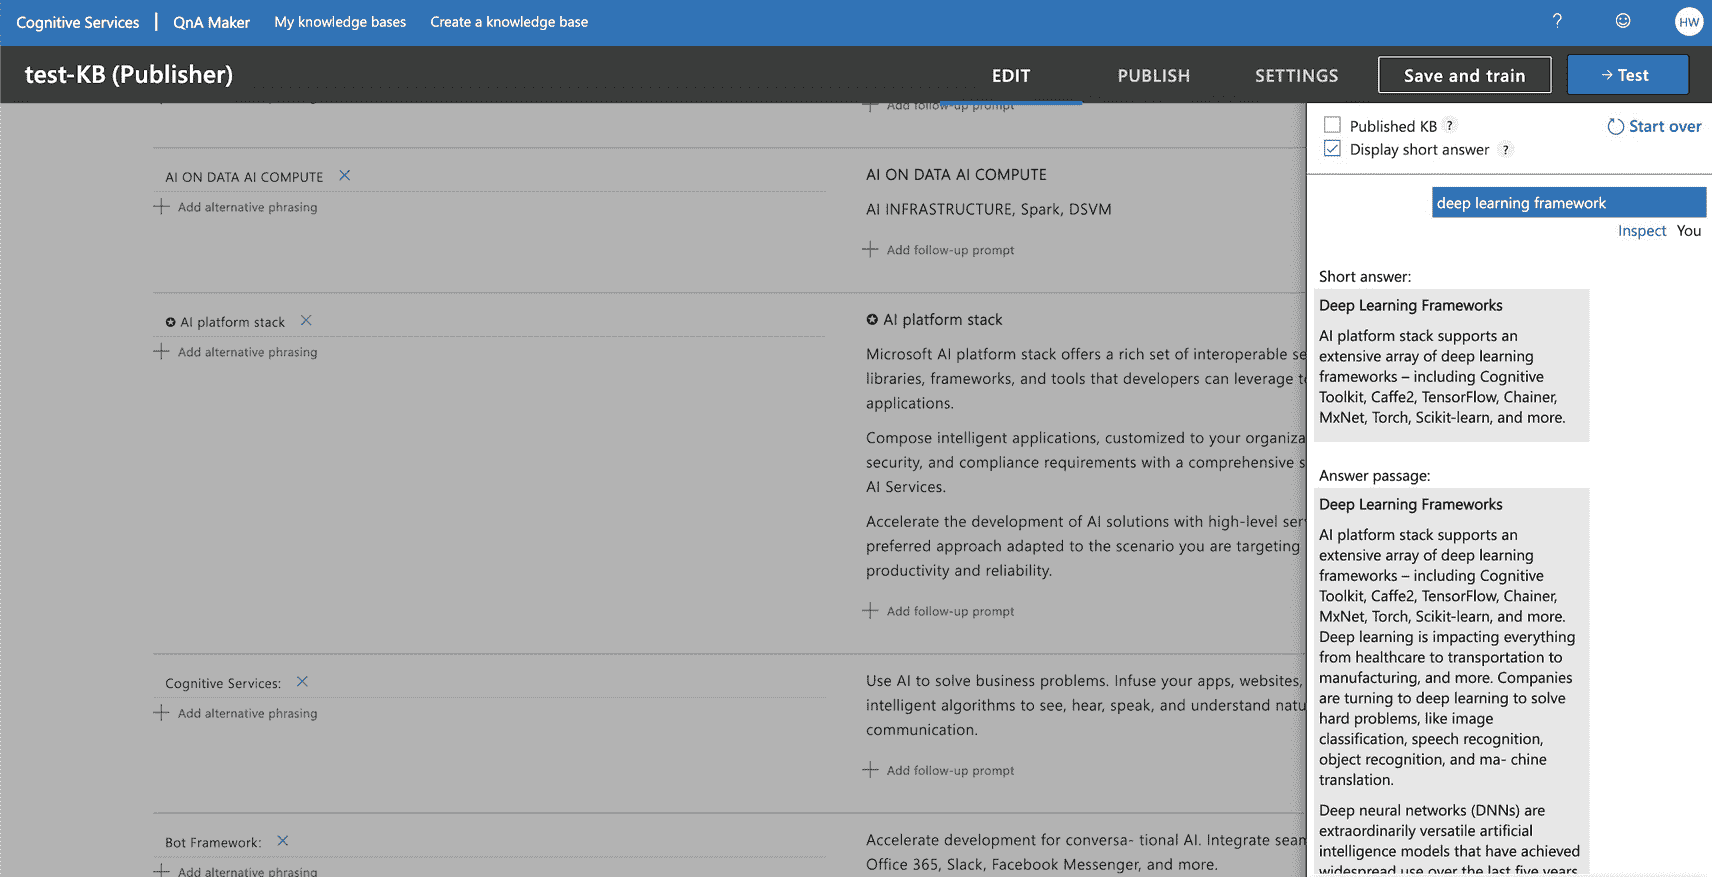 Cognitive Services | QnA Maker My knowledge bases Create a knowledge base ? HW
test-KB (Publisher) EDIT PUBLISH SETTINGS Save and train → Test
Add follow-up prompt
AI ON DATA AI COMPUTE
Add alternative phrasing
AI ON DATA AI COMPUTE
AI INFRASTRUCTURE, Spark, DSVM
Add follow-up prompt
✪ AI platform stack
Add alternative phrasing
✪ AI platform stack
Microsoft AI platform stack offers a rich set of interoperable se
libraries, frameworks, and tools that developers can leverage t
applications.
Compose intelligent applications, customized to your organiza
security, and compliance requirements with a comprehensive s
AI Services.
Accelerate the development of AI solutions with high-level ser
preferred approach adapted to the scenario you are targeting
productivity and reliability.
Add follow-up prompt
Cognitive Services:
Add alternative phrasing
Use AI to solve business problems. Infuse your apps, websites,
intelligent algorithms to see, hear, speak, and understand natu
communication.
Add follow-up prompt
Bot Framework:
Add alternative phrasing
Accelerate development for conversa- tional AI. Integrate sean
Office 365, Slack, Facebook Messenger, and more.
Published KB ?
Start over
Display short answer ?
deep learning framework
Inspect You
Short answer:
Deep Learning Frameworks
AI platform stack supports an
extensive array of deep learning
frameworks – including Cognitive
Toolkit, Caffe2, TensorFlow, Chainer,
MxNet, Torch, Scikit-learn, and more.
Answer passage:
Deep Learning Frameworks
AI platform stack supports an
extensive array of deep learning
frameworks – including Cognitive
Toolkit, Caffe2, TensorFlow, Chainer,
MxNet, Torch, Scikit-learn, and more.
Deep learning is impacting everything
from healthcare to transportation to
manufacturing, and more. Companies
are turning to deep learning to solve
hard problems, like image
classification, speech recognition,
object recognition, and ma- chine
translation.
Deep neural networks (DNNs) are
extraordinarily versatile artificial
intelligence models that have achieved
widespread use over the last five years